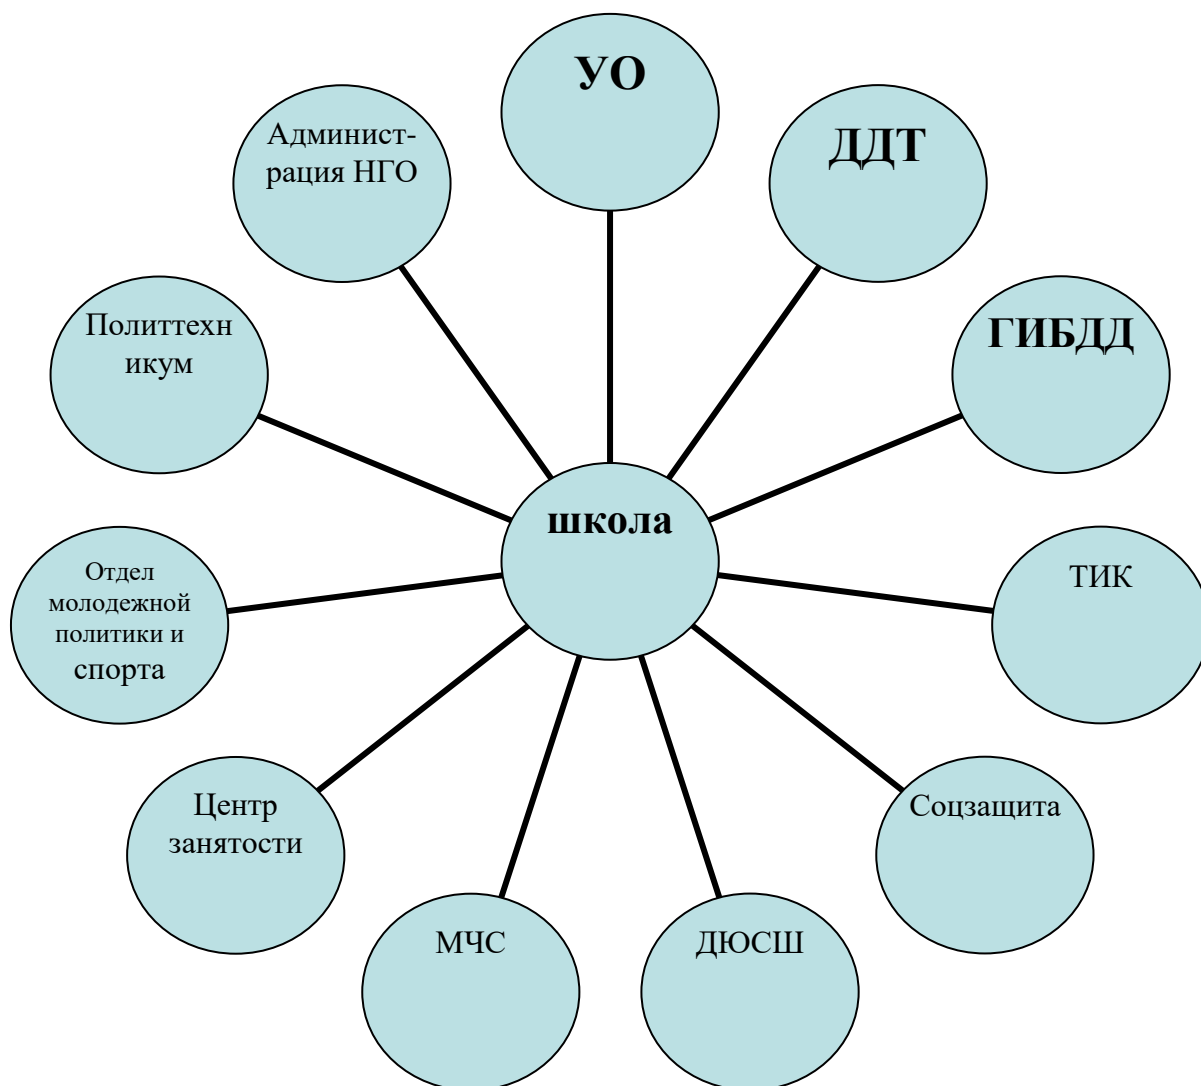 УО
Админист-
рация НГО
ДДТ
Политтехн
икум
ГИБДД
школа
Отдел
молодежной
политики и
спорта
ТИК
Центр
занятости
Соцзащита
МЧС
ДЮСШ